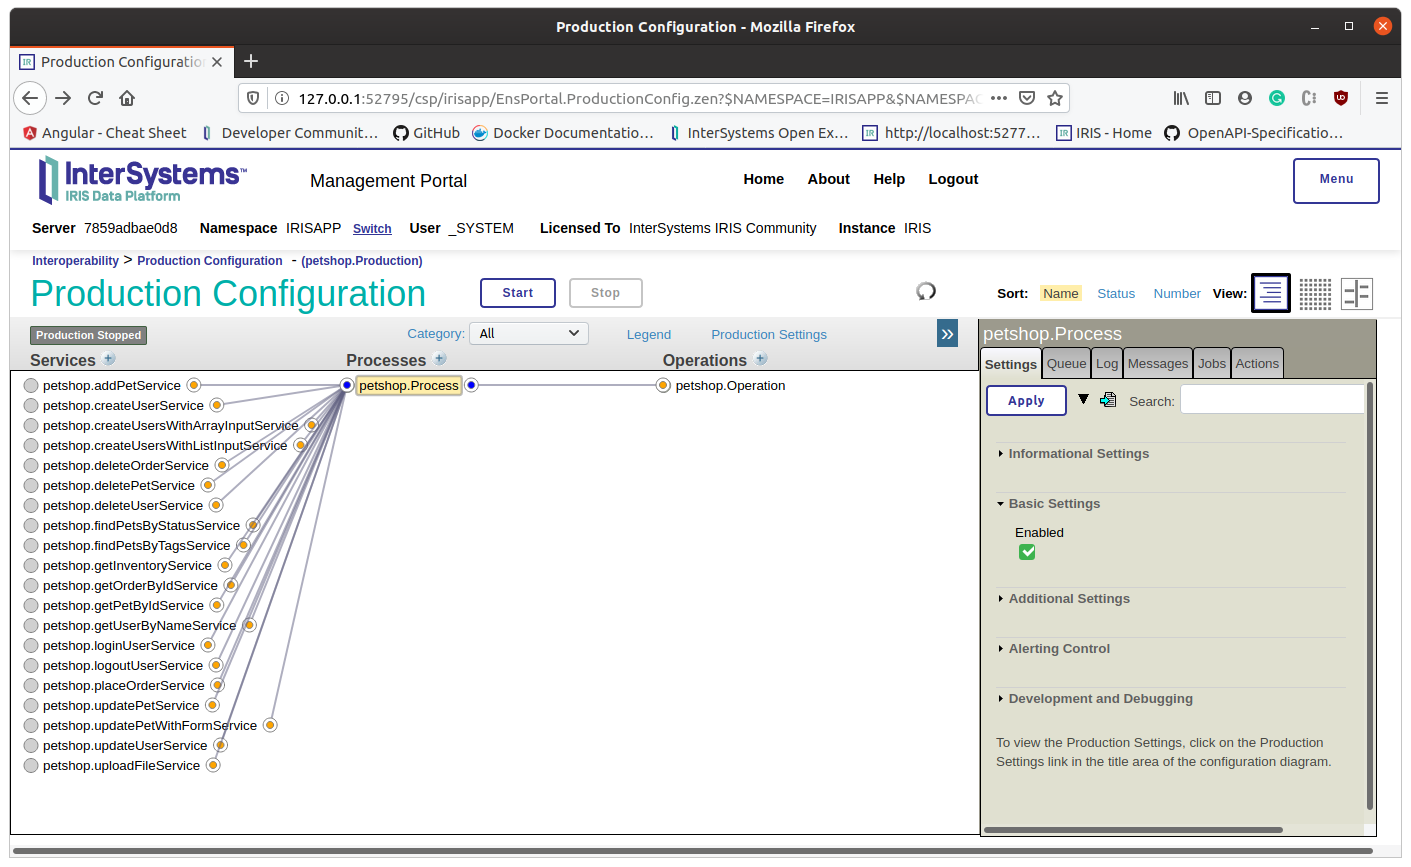 Production Configuration - Mozilla Firefox
IR Production Configuratio
127.0.0.1:52795/csp/irisapp/EnsPortal.ProductionConfig.zen?$NAMESPACE=IRISAPP&$NAMESPAC
Angular - Cheat Sheet Developer Communit… GitHub Docker Documentatio… InterSystems Open Ex… IR http://localhost:5277… IR IRIS - Home OpenAPI-Specificatio…
InterSystems™
IRIS Data Platform
Management Portal
Home About Help Logout
Menu
Server 7859adbae0d8 Namespace IRISAPP Switch User _SYSTEM Licensed To InterSystems IRIS Community Instance IRIS
Interoperability > Production Configuration - (petshop.Production)
Production Configuration
Start Stop
Sort: Name Status Number View:
Production Stopped
Category: All Legend Production Settings »
Services Processes Operations
petshop.addPetService petshop.Process petshop.Operation
petshop.createUserService
petshop.createUsersWithArrayInputService
petshop.createUsersWithListInputService
petshop.deleteOrderService
petshop.deletePetService
petshop.deleteUserService
petshop.findPetsByStatusService
petshop.findPetsByTagsService
petshop.getInventoryService
petshop.getOrderByIdService
petshop.getPetByIdService
petshop.getUserByNameService
petshop.loginUserService
petshop.logoutUserService
petshop.placeOrderService
petshop.updatePetService
petshop.updatePetWithFormService
petshop.updateUserService
petshop.uploadFileService
petshop.Process
Settings Queue Log Messages Jobs Actions
Apply Search:
Informational Settings
Basic Settings
Enabled
Additional Settings
Alerting Control
Development and Debugging
To view the Production Settings, click on the Production
Settings link in the title area of the configuration diagram.